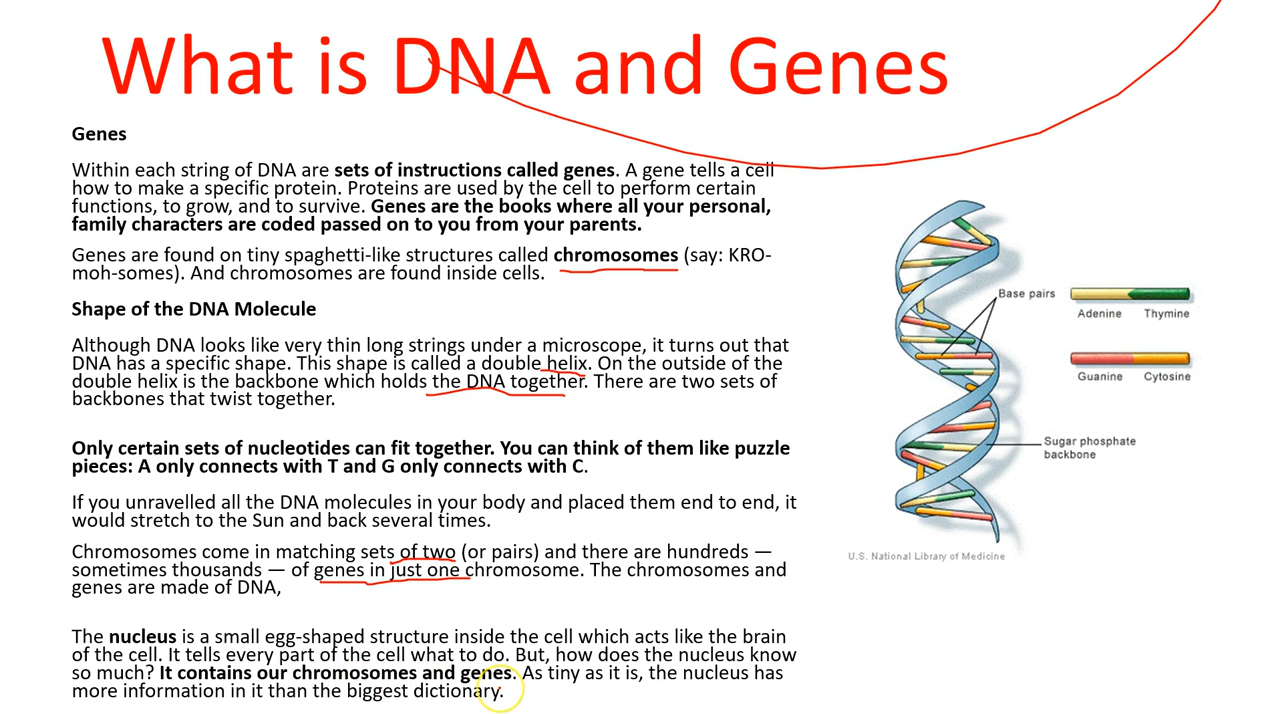 What is DNA and Genes
Genes
Within each string of DNA are sets of instructions called genes. A gene tells a cell
how to make a specific protein. Proteins are used by the cell to perform certain
functions, to grow, and to survive. Genes are the books where all your personal,
family characters are coded passed on to you from your parents.
Genes are found on tiny spaghetti-like structures called chromosomes (say: KRO-
moh-somes). And chromosomes are found inside cells.
Shape of the DNA Molecule
Although DNA looks like very thin long strings under a microscope, it turns out that
DNA has a specific shape. This shape is called a double helix. On the outside of the
double helix is the backbone which holds the DNA together. There are two sets of
backbones that twist together.
Only certain sets of nucleotides can fit together. You can think of them like puzzle
pieces: A only connects with T and G only connects with C.
If you unravelled all the DNA molecules in your body and placed them end to end, it
would stretch to the Sun and back several times.
Chromosomes come in matching sets of two (or pairs) and there are hundreds —
sometimes thousands — of genes in just one chromosome. The chromosomes and
genes are made of DNA,
The nucleus is a small egg-shaped structure inside the cell which acts like the brain
of the cell. It tells every part of the cell what to do. But, how does the nucleus know
so much? It contains our chromosomes and genes. As tiny as it is, the nucleus has
more information in it than the biggest dictionary.
Base pairs
Adenine Thymine
Guanine Cytosine
Sugar phosphate
backbone
U.S. National Library of Medicine